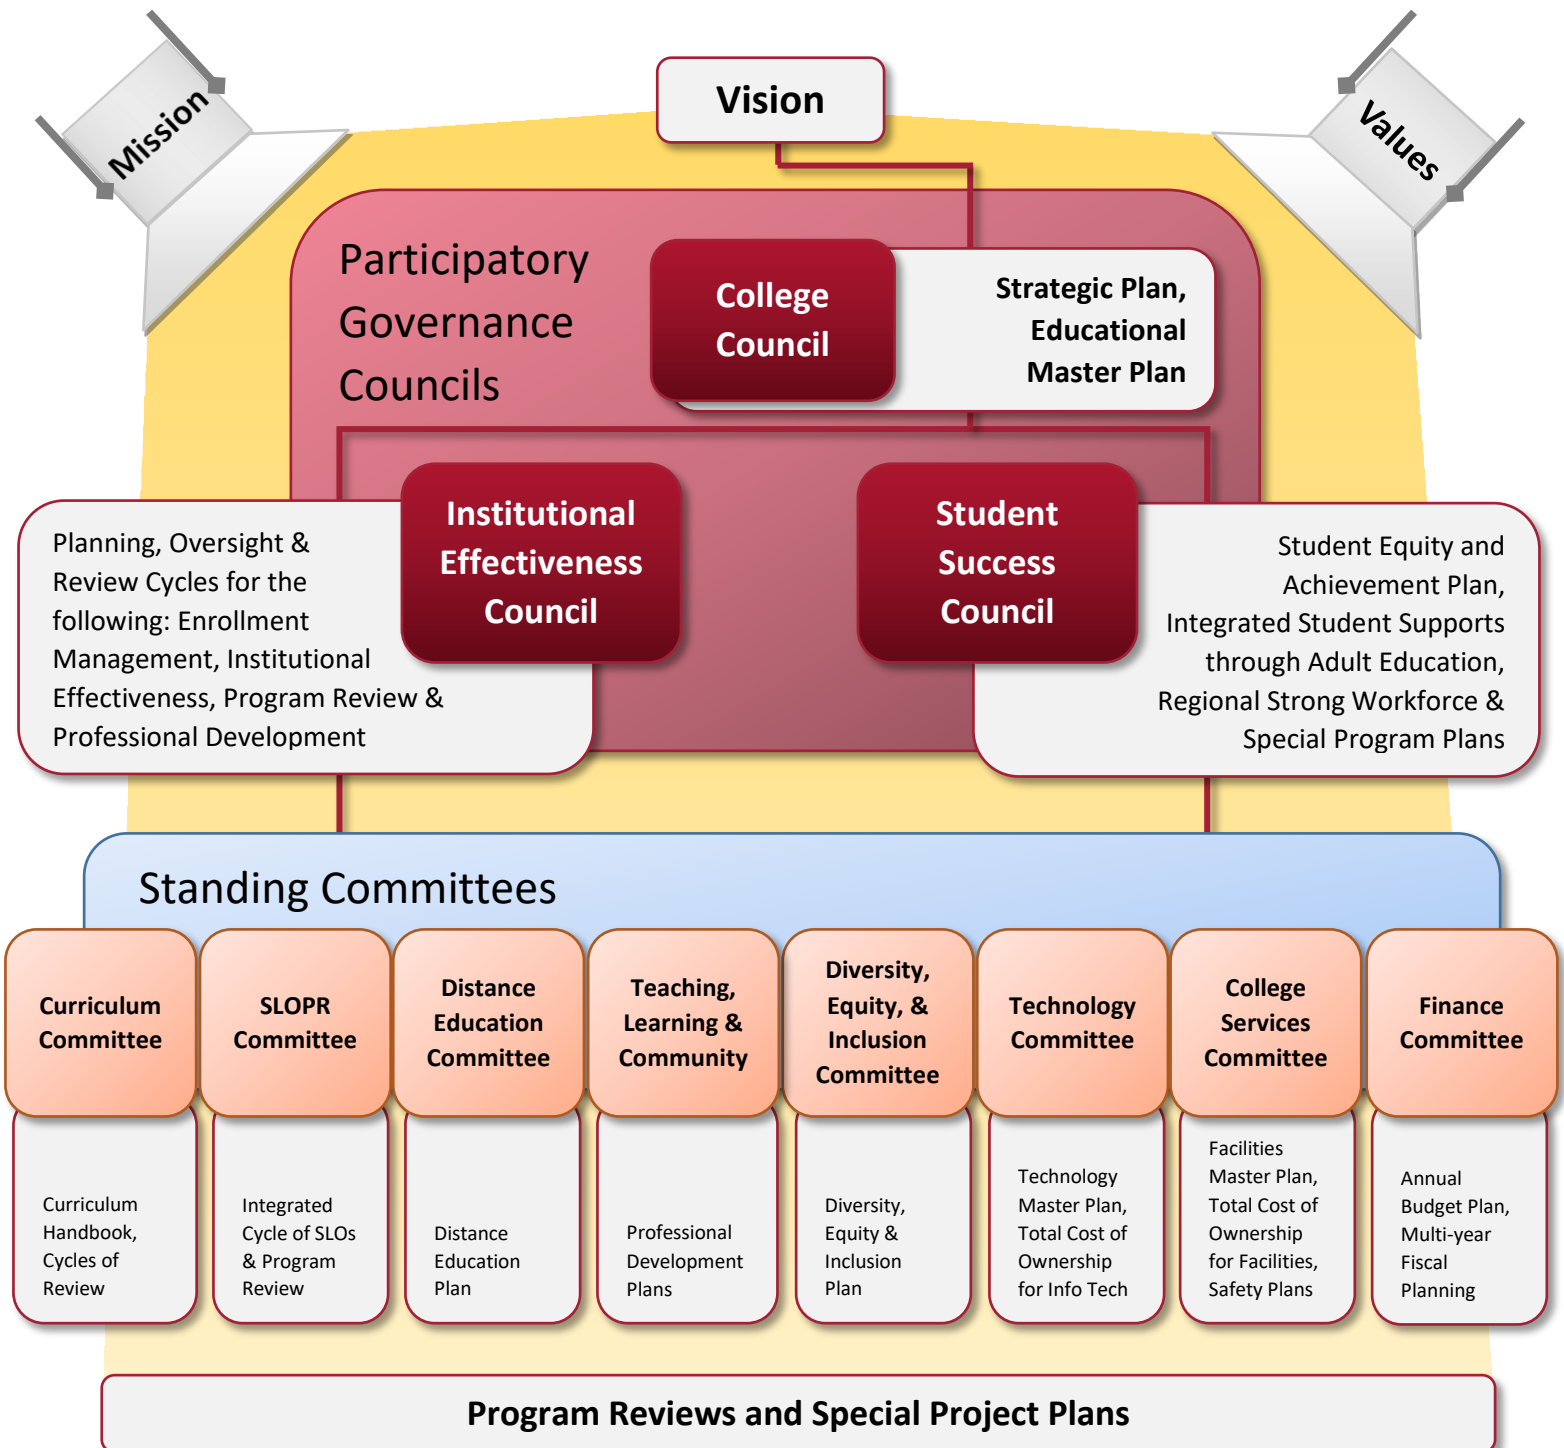 Mission
Vision
Values
Participatory
Governance
Councils
College
Council
Strategic Plan,
Educational
Master Plan
Institutional
Effectiveness
Council
Planning, Oversight &
Review Cycles for the
following: Enrollment
Management, Institutional
Effectiveness, Program Review &
Professional Development
Student
Success
Council
Student Equity and
Achievement Plan,
Integrated Student Supports
through Adult Education,
Regional Strong Workforce &
Special Program Plans
Standing Committees
Curriculum
Committee
SLOPR
Committee
Distance
Education
Committee
Teaching,
Learning &
Community
Diversity,
Equity, &
Inclusion
Committee
Technology
Committee
College
Services
Committee
Finance
Committee
Curriculum
Handbook,
Cycles of
Review
Integrated
Cycle of SLOs
& Program
Review
Distance
Education
Plan
Professional
Development
Plans
Diversity,
Equity &
Inclusion
Plan
Technology
Master Plan,
Total Cost of
Ownership
for Info Tech
Facilities
Master Plan,
Total Cost of
Ownership
for Facilities,
Safety Plans
Annual
Budget Plan,
Multi-year
Fiscal
Planning
Program Reviews and Special Project Plans